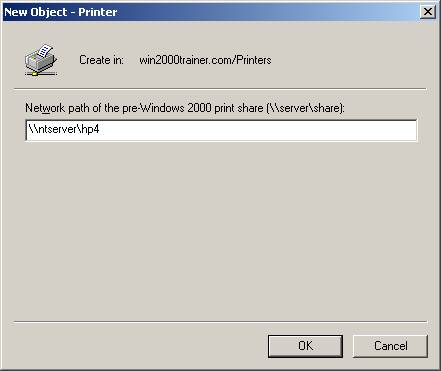 New Object - Printer
Create in: win2000trainer.com/Printers
Network path of the pre-Windows 2000 print share (\\server\share):
\\ntserver\hp4
OK Cancel